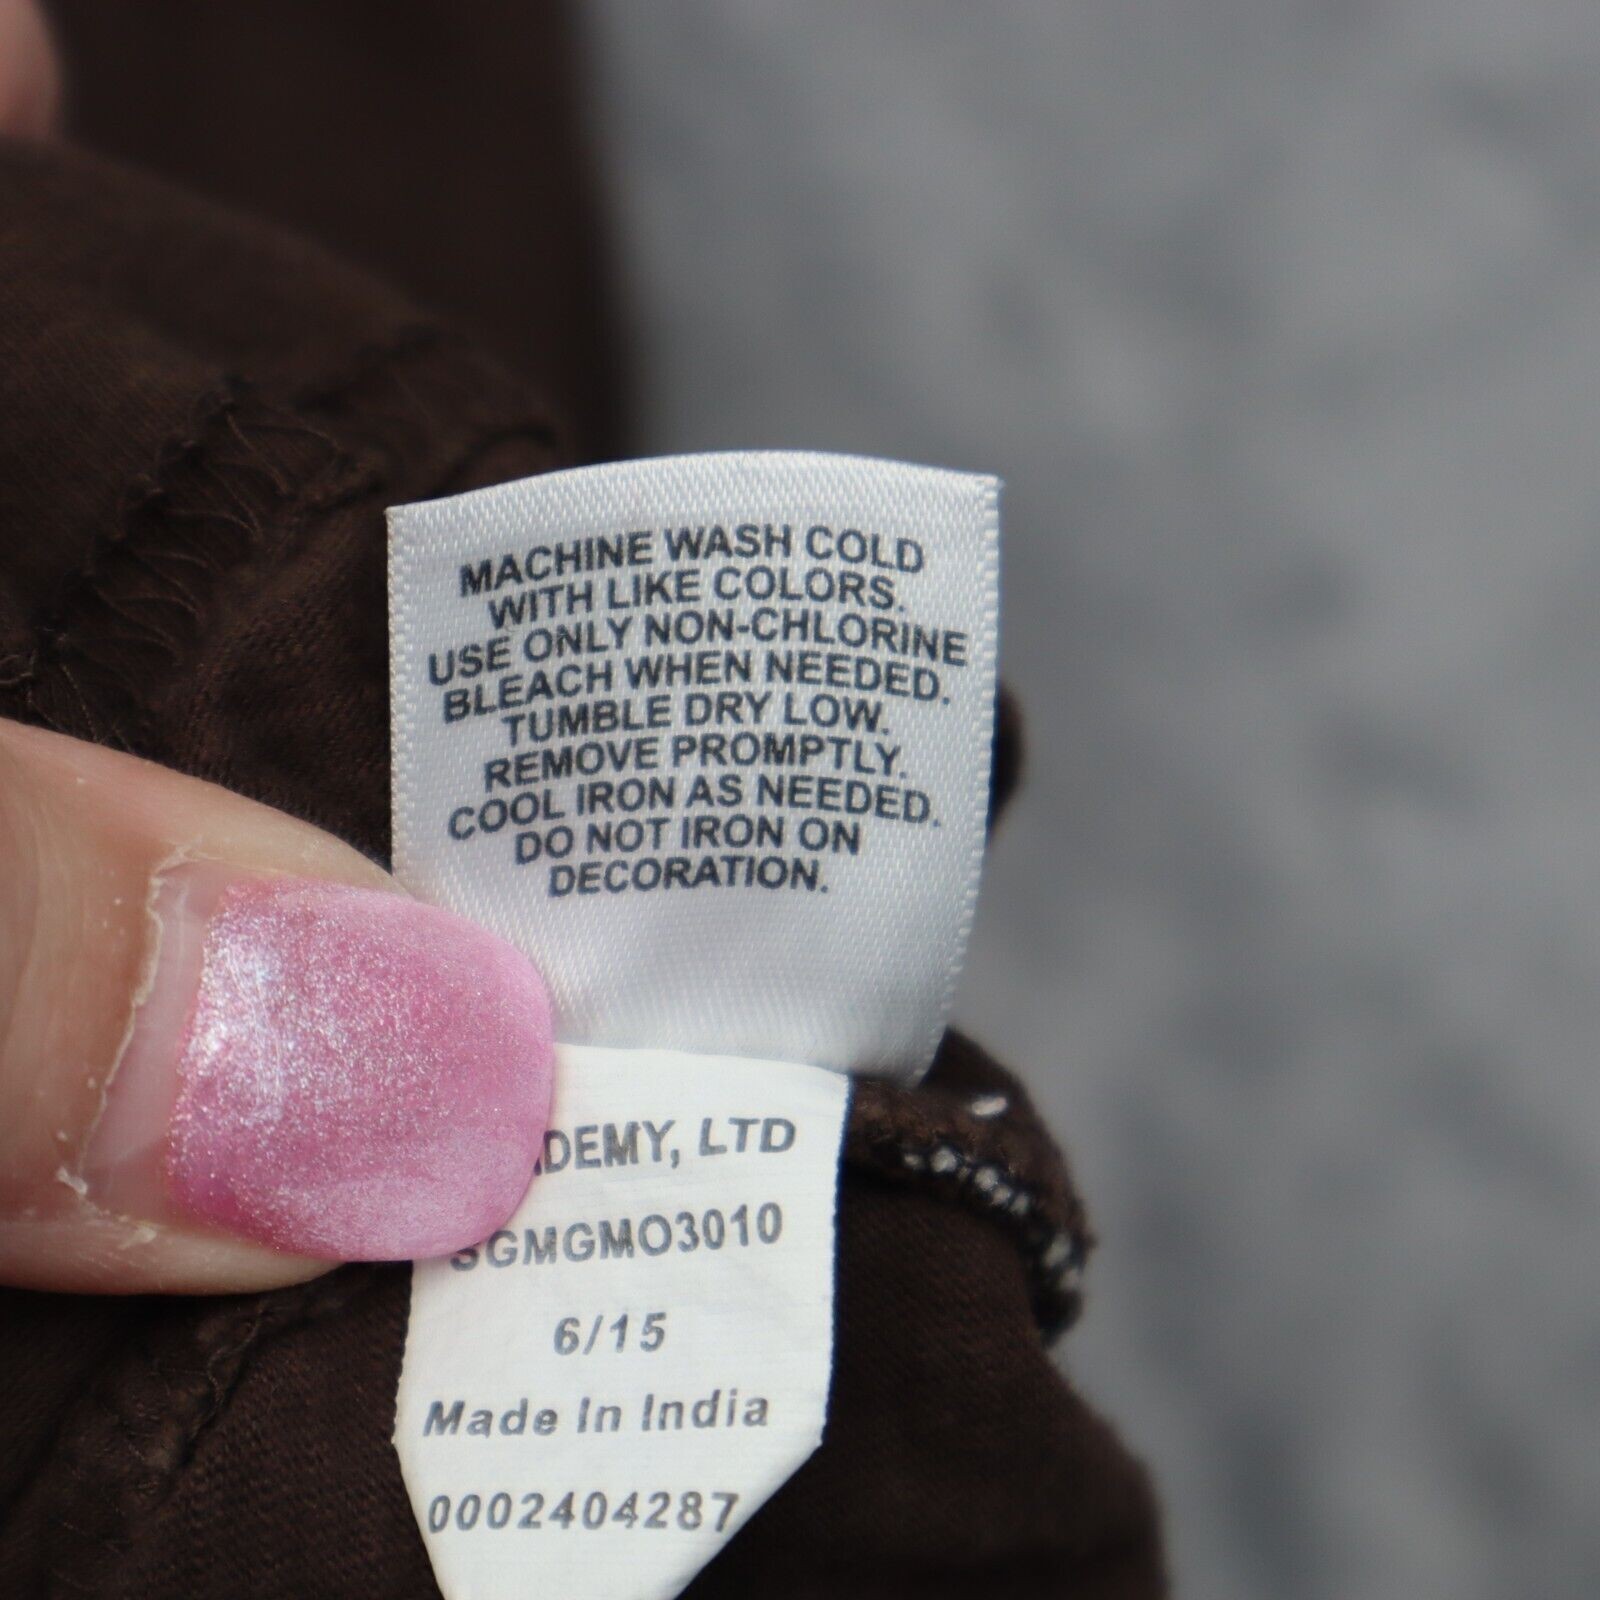 MACHINE WASH COLD
WITH LIKE COLORS.
USE ONLY NON-CHLORINE
BLEACH WHEN NEEDED.
TUMBLE DRY LOW.
REMOVE PROMPTLY.
COOL IRON AS NEEDED.
DO NOT IRON ON
DECORATION.
LTD
SGMGMO3010
6/15
Made In India
0002404287